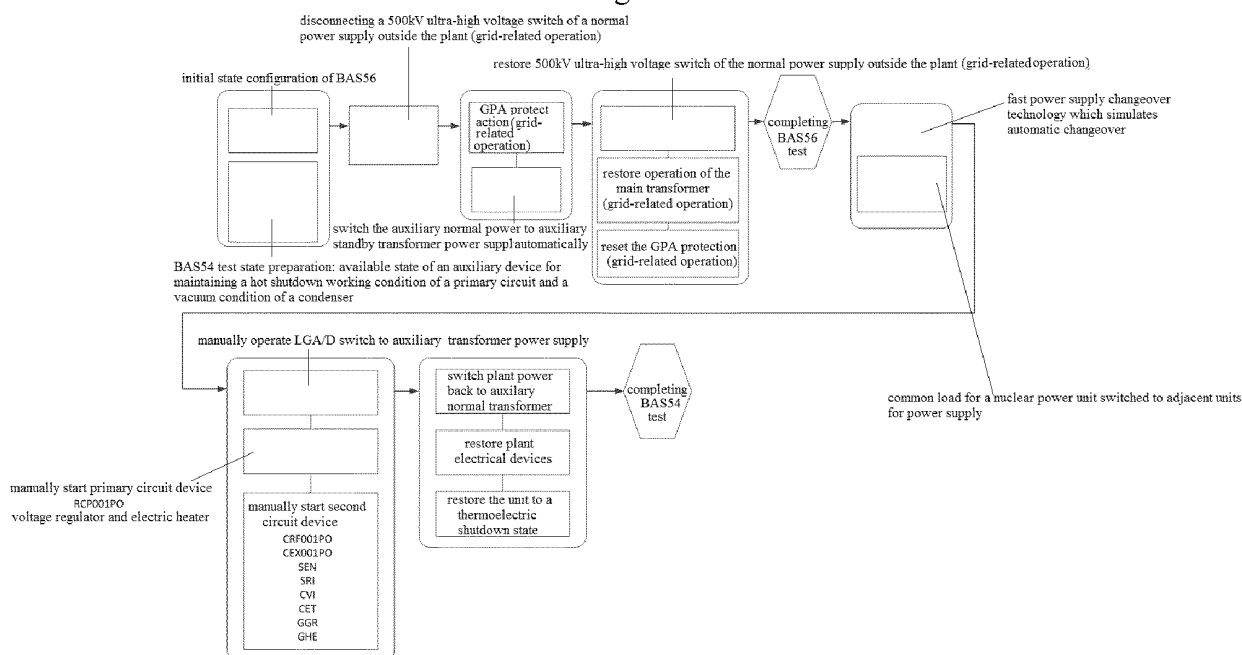 disconnecting a 500kV ultra-high voltage switch of a normal
power supply outside the plant (grid-related operation)
initial state configuration of BAS56
restore 500kV ultra-high voltage switch of the normal power supply outside the plant (grid-related operation)
GPA protect
action(grid-
related
operation)
completing
BAS56
test
fast power supply changeover
technology which simulates
automatic changeover
restore operation of the
main transformer
(grid-related operation)
switch the auxiliary normal power to auxiliary
standby transformer power suppl automatically
reset the GPA protection
(grid-related operation)
BAS54 test state preparation: available state of an auxiliary device for
maintaining a hot shutdown working condition of a primary circuit and a
vacuum condition of a condenser
manually operate LGA/D switch to auxiliary transformer power supply
switch plant power
back to auxilary
normal transformer
completing
BAS54
test
common load for a nuclear power unit switched to adjacent units
for power supply
restore plant
electrical devices
manually start primary circuit device
RCP001PO
voltage regulator and electric heater
manually start second
circuit device
CRF001PO
CEX001PO
SEN
SRI
CVI
CET
GGR
GHE
restore the unit to a
thermoelectric
shutdown state